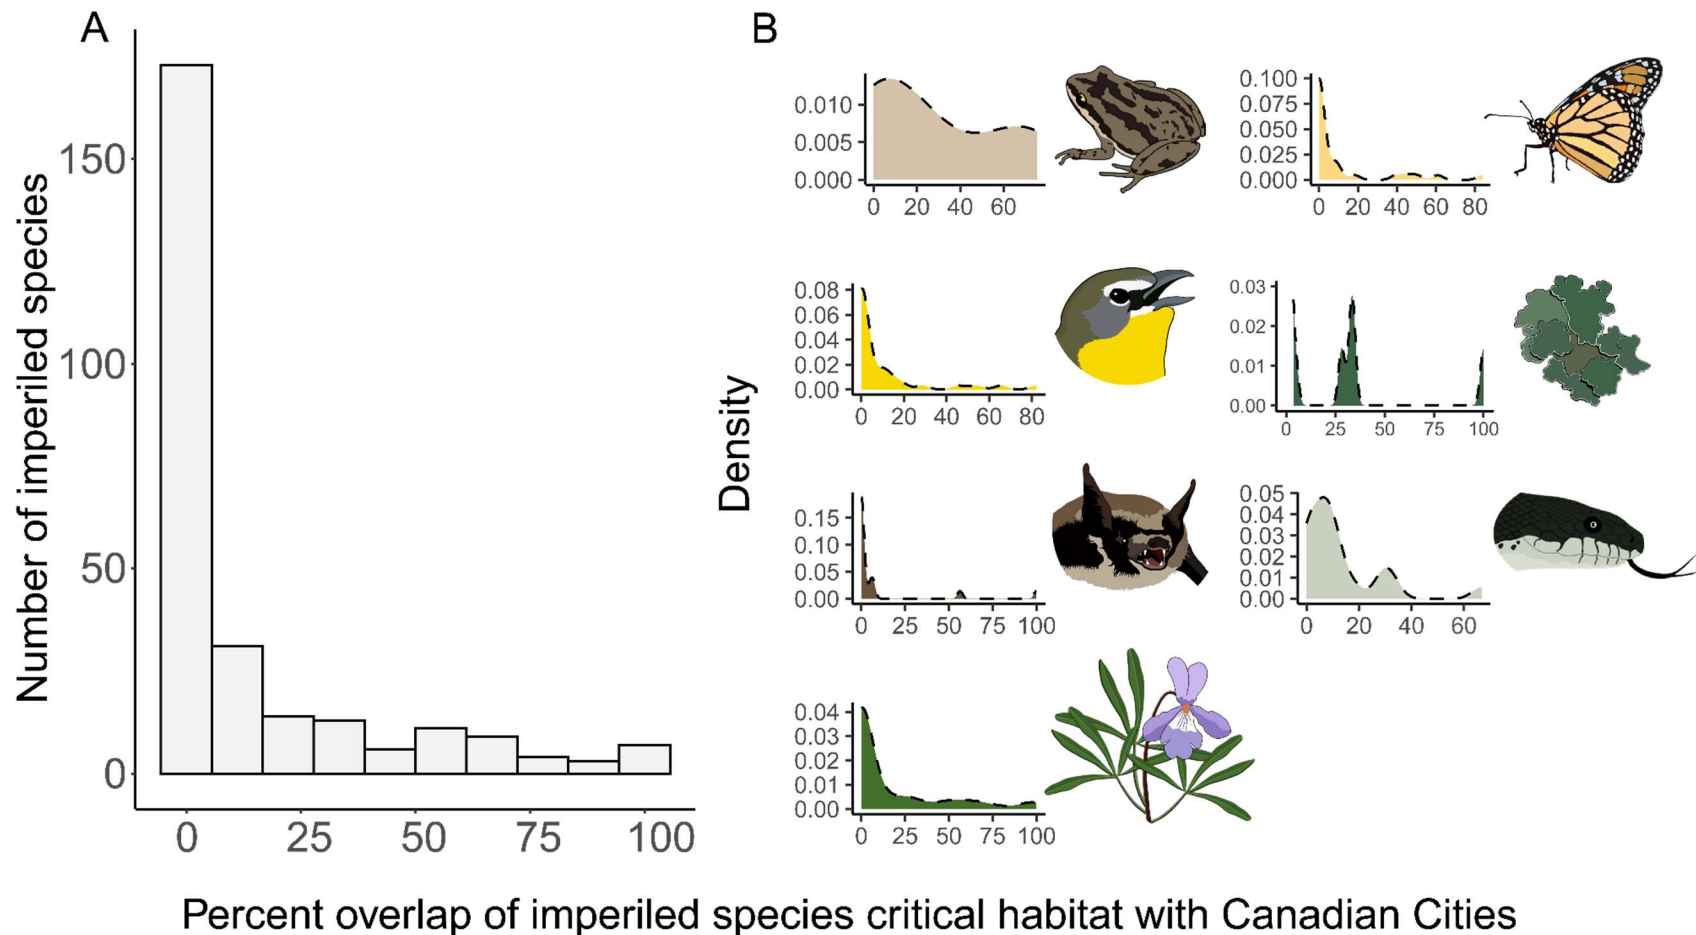 A
Number of imperiled species
150
100
50
0
0 25 50 75 100
B
Density
0.010
0.005
0.000
0 20 40 60
0.100
0.075
0.050
0.025
0.000
0 20 40 60 80
0.08
0.06
0.04
0.02
0.00
0 20 40 60 80
0.03
0.02
0.01
0.00
0 25 50 75 100
0.15
0.10
0.05
0.00
0 25 50 75 100
0.05
0.04
0.03
0.02
0.01
0.00
0 20 40 60
0.04
0.03
0.02
0.01
0.00
0 25 50 75 100
Percent overlap of imperiled species critical habitat with Canadian Cities